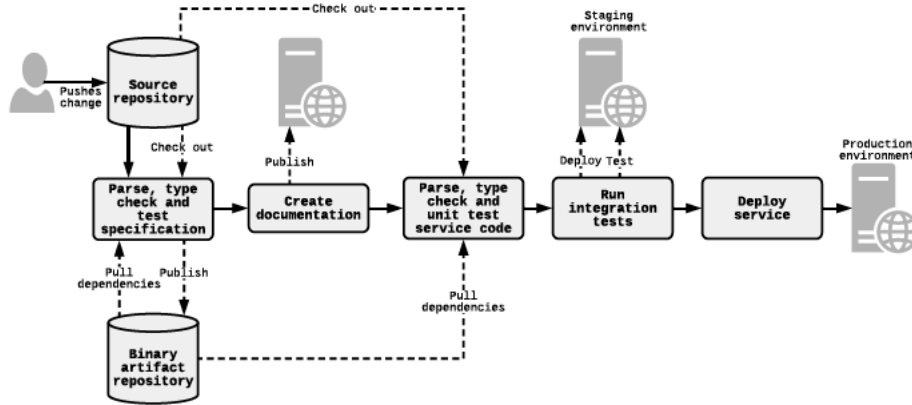 Check out
Staging
environment
Pushes
change
Source
repository
Check out
Publish
Deploy
Test
Production
environment
Parse, type
check and
test
specification
Create
documentation
Parse, type
check and
unit test
service code
Run
integration
tests
Deploy
service
Pull
dependencies
Publish
Pull
dependencies
Binary
artifact
repository